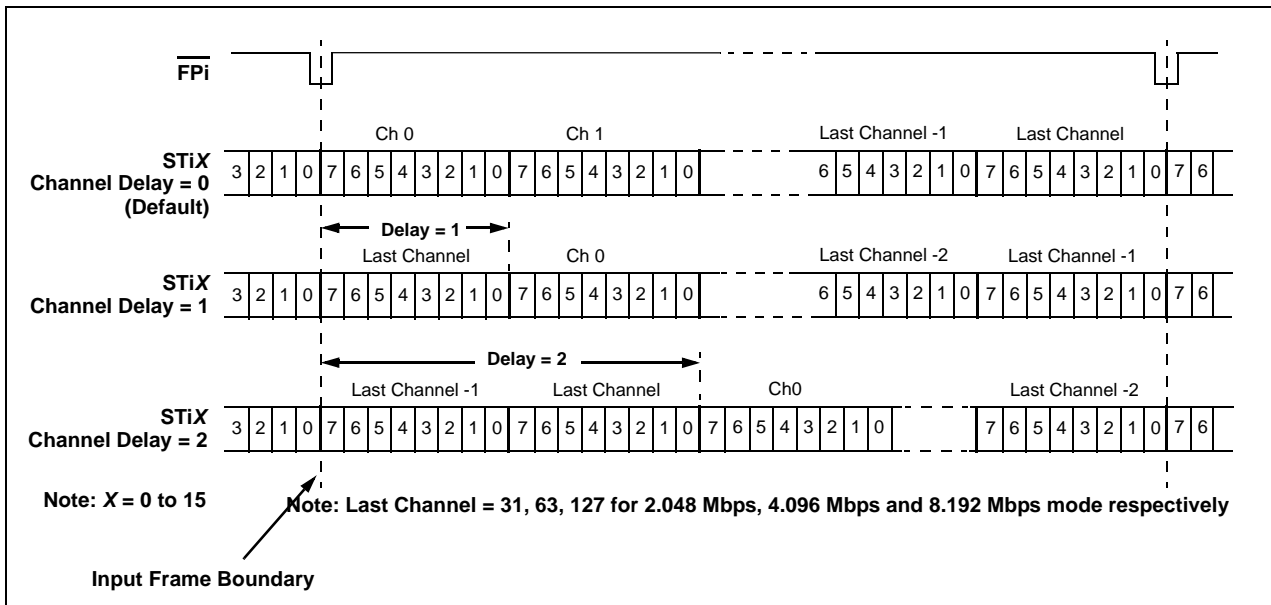 FPi
Ch 0 Ch 1 Last Channel -1 Last Channel
STiX
Channel Delay = 0
(Default)
3 2 1 0 7 6 5 4 3 2 1 0 7 6 5 4 3 2 1 0 6 5 4 3 2 1 0 7 6 5 4 3 2 1 0 7 6
Delay = 1
Last Channel Ch 0 Last Channel -2 Last Channel -1
STiX
Channel Delay = 1
3 2 1 0 7 6 5 4 3 2 1 0 7 6 5 4 3 2 1 0 6 5 4 3 2 1 0 7 6 5 4 3 2 1 0 7 6
Delay = 2
Last Channel -1 Last Channel Ch0 Last Channel -2
STiX
Channel Delay = 2
3 2 1 0 7 6 5 4 3 2 1 0 7 6 5 4 3 2 1 0 7 6 5 4 3 2 1 0 7 6 5 4 3 2 1 0 7 6
Note: X = 0 to 15 Note: Last Channel = 31, 63, 127 for 2.048 Mbps, 4.096 Mbps and 8.192 Mbps mode respectively
Input Frame Boundary